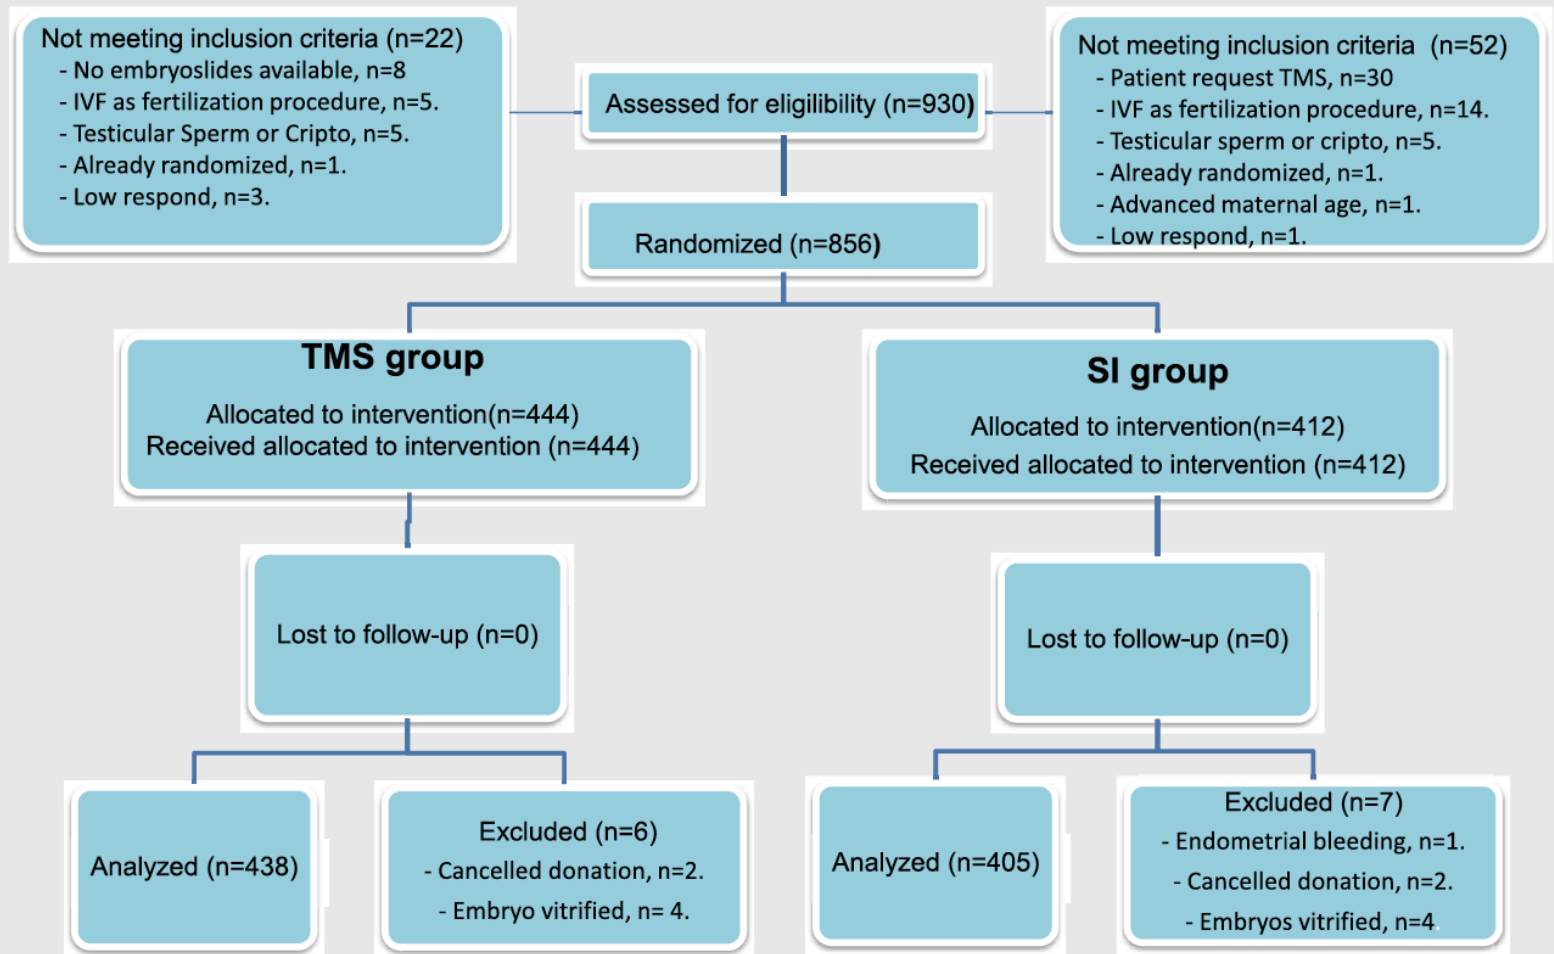 Not meeting inclusion criteria (n=22)
- No embryoslides available, n=8
- IVF as fertilization procedure, n=5.
- Testicular Sperm or Cripto, n=5.
- Already randomized, n=1.
- Low respond, n=3.
Assessed for eligilibility (n=930)
Not meeting inclusion criteria (n=52)
- Patient request TMS, n=30
- IVF as fertilization procedure, n=14.
- Testicular sperm or cripto, n=5.
- Already randomized, n=1.
- Advanced maternal age, n=1.
- Low respond, n=1.
Randomized (n=856)
TMS group
Allocated to intervention(n=444)
Received allocated to intervention (n=444)
SI group
Allocated to intervention(n=412)
Received allocated to intervention (n=412)
Lost to follow-up (n=0)
Lost to follow-up (n=0)
Analyzed (n=438)
Excluded (n=6)
- Cancelled donation, n=2.
- Embryo vitrified, n= 4.
Analyzed (n=405)
Excluded (n=7)
- Endometrial bleeding, n=1.
- Cancelled donation, n=2.
- Embryos vitrified, n=4.